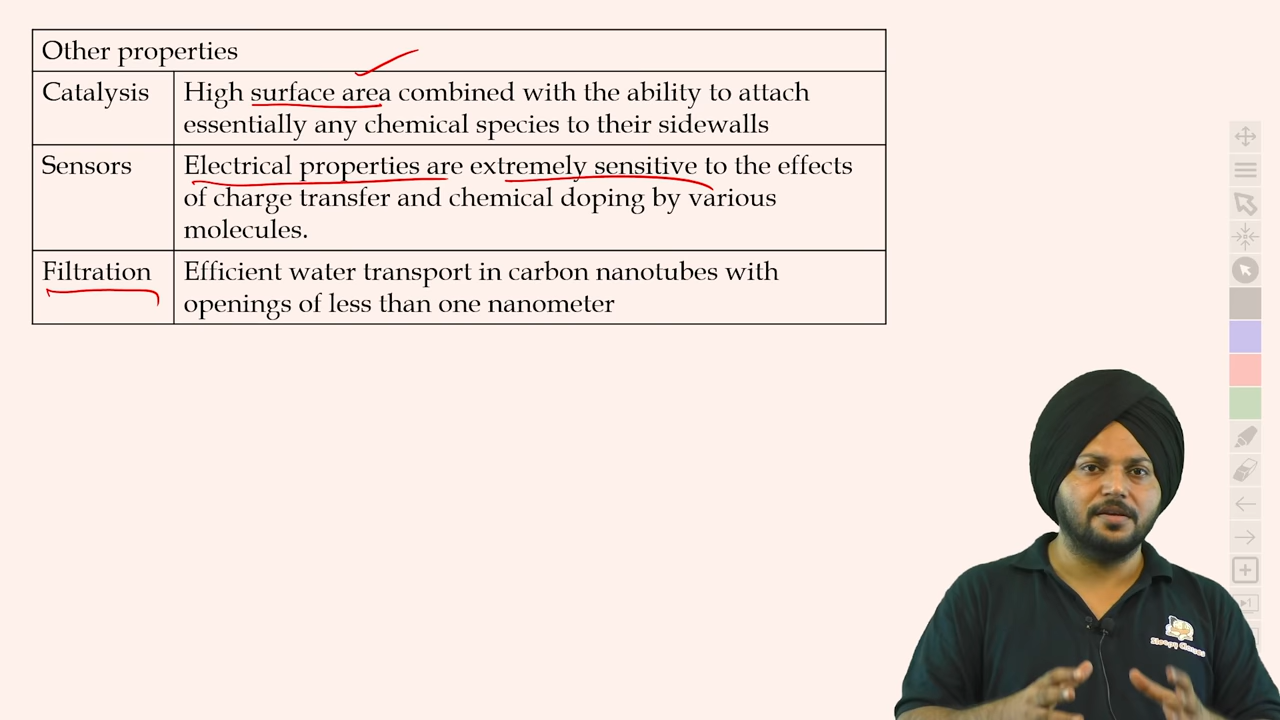 Other properties
Catalysis
High surface area combined with the ability to attach
essentially any chemical species to their sidewalls
Sensors
Electrical properties are extremely sensitive to the effects
of charge transfer and chemical doping by various
molecules.
Filtration
Efficient water transport in carbon nanotubes with
openings of less than one nanometer
Sleepy Classes